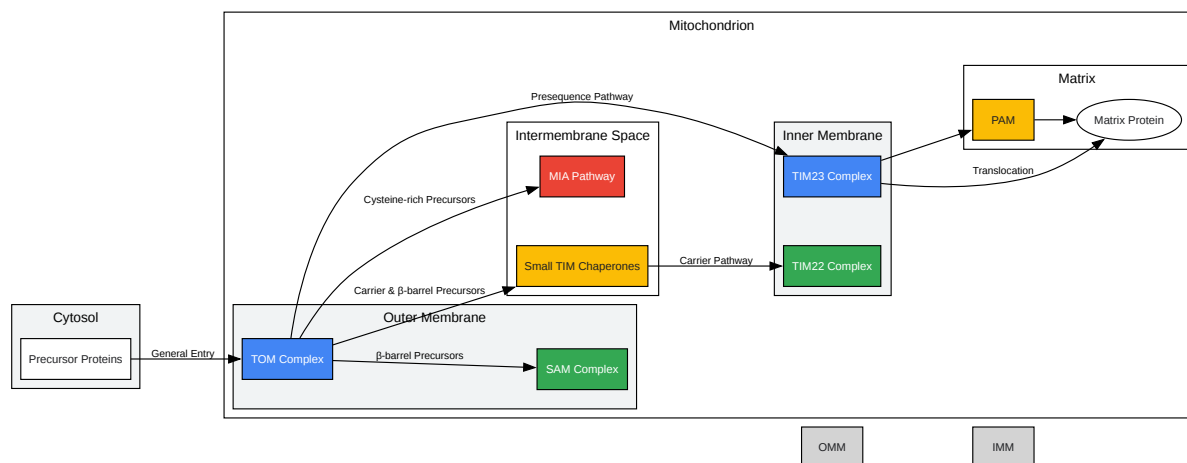 Mitochondrion
Matrix
Presequence Pathway
PAM
Matrix Protein
Intermembrane Space
Inner Membrane
MIA Pathway
TIM23 Complex
Translocation
Cysteine-rich Precursors
Small TIM Chaperones
Carrier Pathway
TIM22 Complex
Carrier & β-barrel Precursors
Cytosol
Outer Membrane
Precursor Proteins
General Entry
TOM Complex
β-barrel Precursors
SAM Complex
OMM
IMM